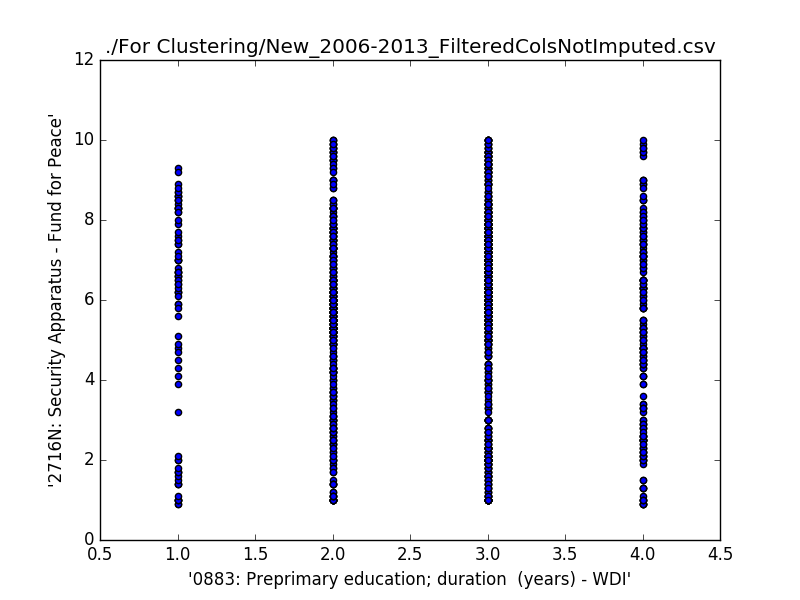 ./For Clustering/New_2006-2013_FilteredColsNotImputed.csv
12
10
8
6
4
2
0
'2716N: Security Apparatus - Fund for Peace'
0.5 1.0 1.5 2.0 2.5 3.0 3.5 4.0 4.5
'0883: Preprimary education; duration  (years) - WDI'